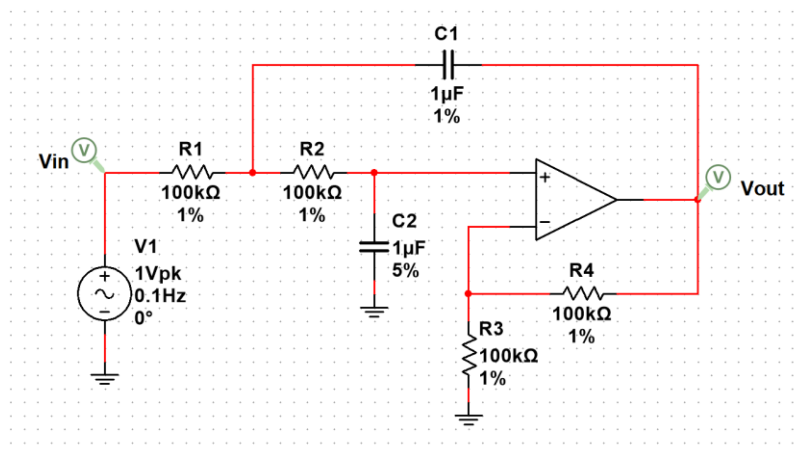 C1
1µF
1%
V
Vin
R1
100kΩ
1%
R2
100kΩ
1%
V
Vout
+
−
C2
1µF
5%
V1
1Vpk
0.1Hz
0°
+
−
R4
100kΩ
1%
R3
100kΩ
1%